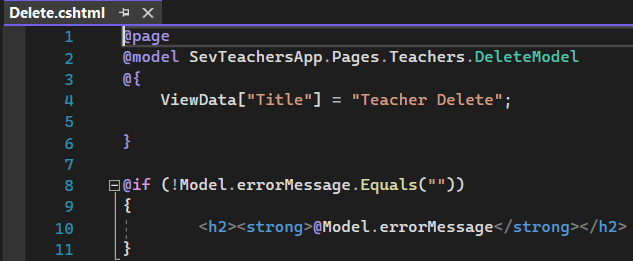 Delete.cshtml
1 @page
2 @model SevTeachersApp.Pages.Teachers.DeleteModel
3 @{
4 ViewData["Title"] = "Teacher Delete";
5
6 }
7
8 @if (!Model.errorMessage.Equals(""))
9 {
10 <h2><strong>@Model.errorMessage</strong></h2>
11 }